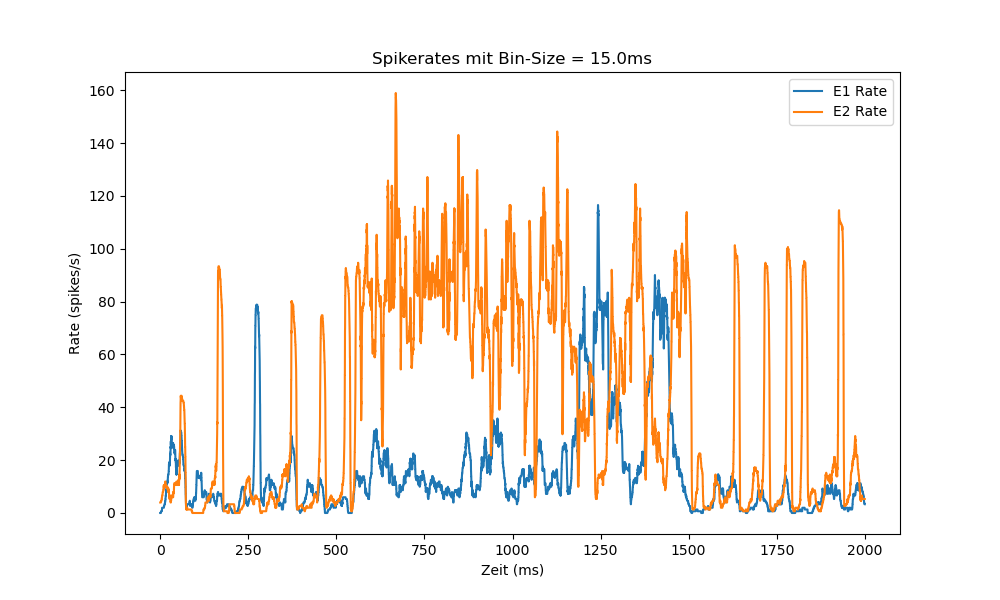 Spikerates mit Bin-Size = 15.0ms
E1 Rate
E2 Rate
160
140
120
100
80
60
40
20
0
Rate (spikes/s)
0 250 500 750 1000 1250 1500 1750 2000
Zeit (ms)